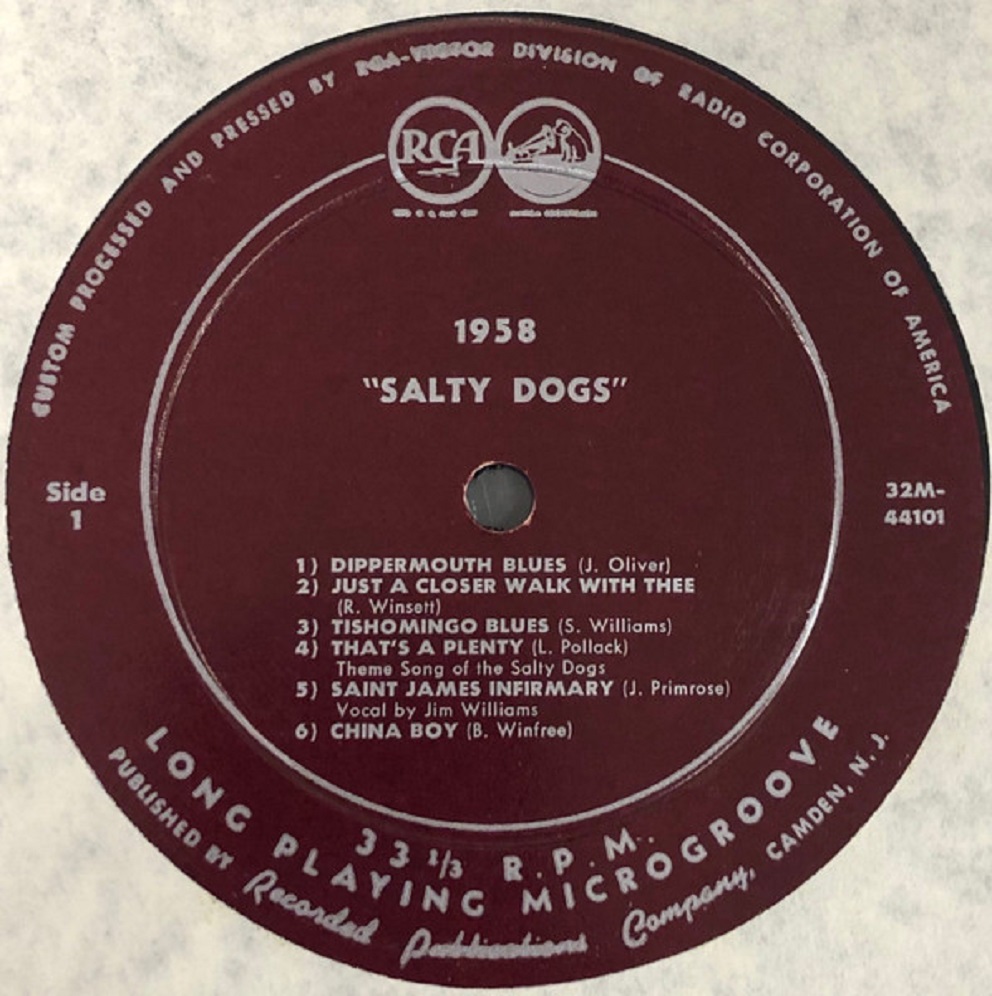 CUSTOM PROCESSED AND PRESSED BY RCA-VICTOR DIVISION OF RADIO CORPORATION OF AMERICA
RCA
1958
"SALTY DOGS"
Side
1
32M-
44101
1) DIPPERMOUTH BLUES (J. Oliver)
2) JUST A CLOSER WALK WITH THEE
(R. Winsett)
3) TISHOMINGO BLUES (S. Williams)
4) THAT'S A PLENTY (L. Pollack)
Theme Song of the Salty Dogs
5) SAINT JAMES INFIRMARY (J. Primrose)
Vocal by Jim Williams
6) CHINA BOY (B. Winfree)
33 1/3 R.P.M.
LONG PLAYING MICROGROOVE
PUBLISHED BY Recorded Publications Company, CAMDEN, N. J.